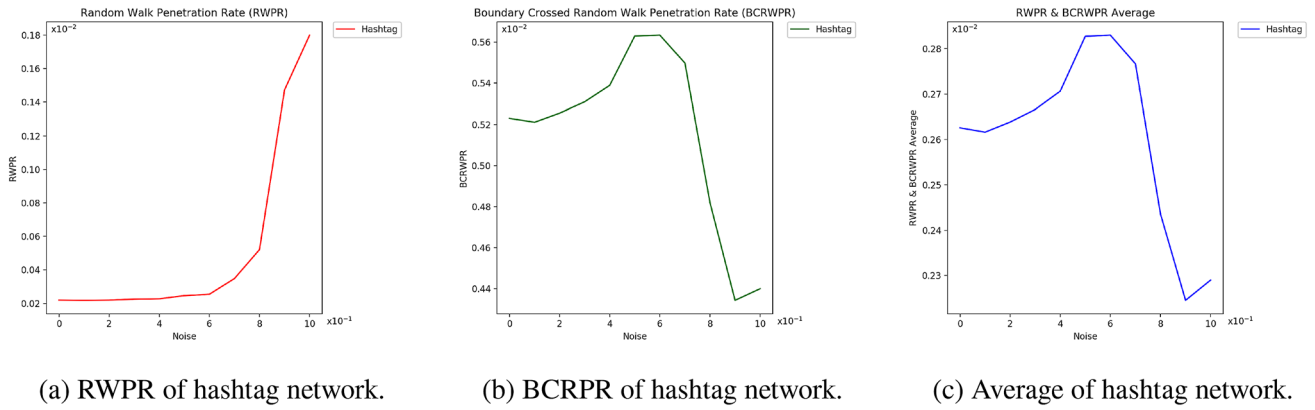 Random Walk Penetration Rate (RWPR)
x10⁻²
Hashtag
0.18
0.16
0.14
0.12
0.10
0.08
0.06
0.04
0.02
RWPR
0 2 4 6 8 10
x10⁻¹
Noise
(a) RWPR of hashtag network.
Boundary Crossed Random Walk Penetration Rate (BCRWPR)
x10⁻²
Hashtag
0.56
0.54
0.52
0.50
0.48
0.46
0.44
BCRWPR
0 2 4 6 8 10
x10⁻¹
Noise
(b) BCRPR of hashtag network.
RWPR & BCRWPR Average
x10⁻²
Hashtag
0.28
0.27
0.26
0.25
0.24
0.23
RWPR & BCRWPR Average
0 2 4 6 8 10
x10⁻¹
Noise
(c) Average of hashtag network.